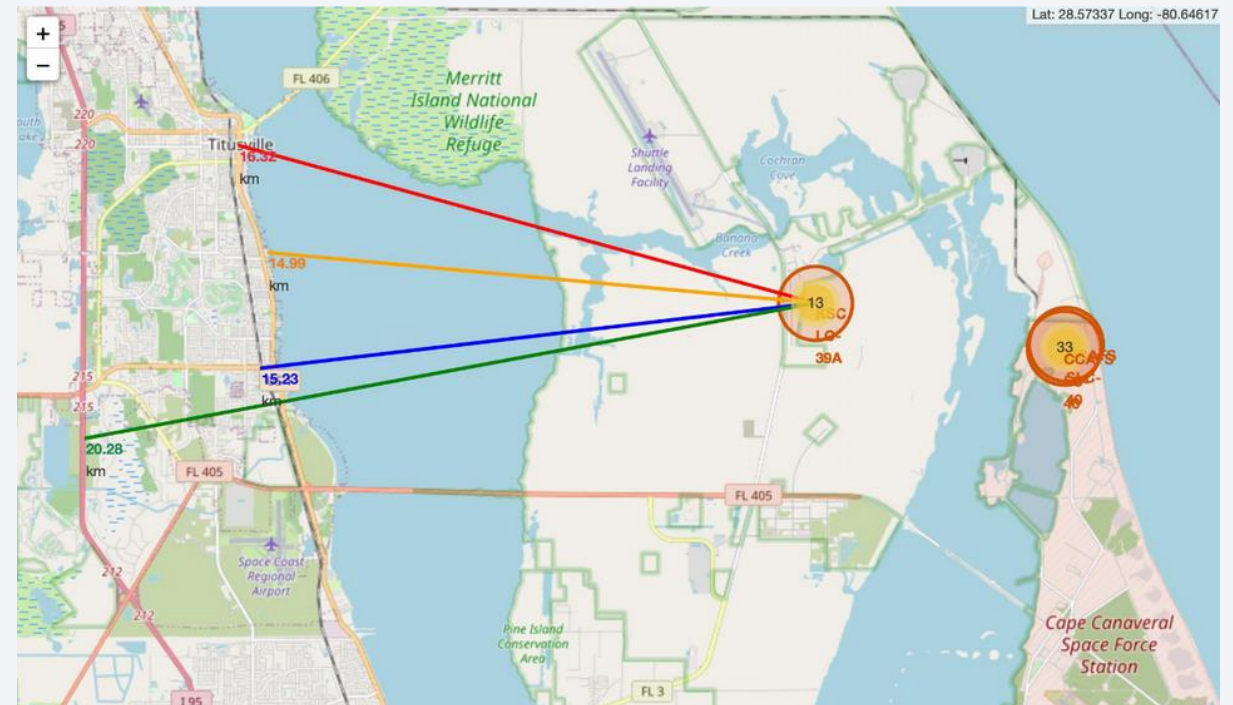 Lat: 28.57337 Long: -80.64617
+
−
FL 406
Merritt
Island National
Wildlife
Refuge
220
220
Titusville
16.32
km
Shuttle
Landing
Facility
Cochran
Cove
Banana
Creek
14.99
km
13
KSC
LC-
39A
33
215
15.23
km
215
20.28
km
FL 405
FL 405
Space Coast
Regional
Airport
212
212
Pine Island
Conservation
Area
Cape Canaveral
Space Force
Station
FL 3
I 95